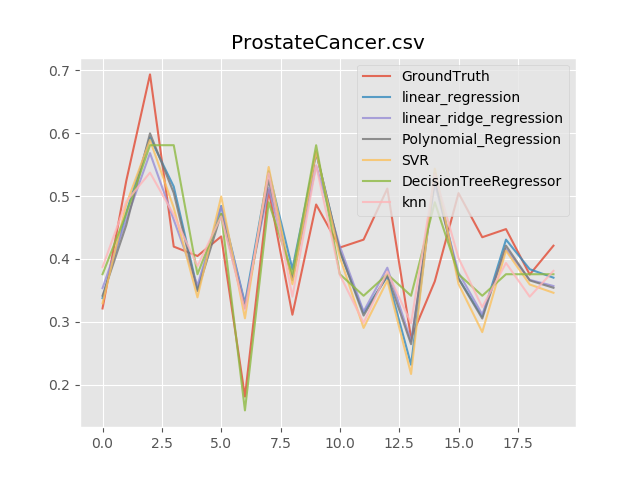 ProstateCancer.csv
GroundTruth
linear_regression
linear_ridge_regression
Polynomial_Regression
SVR
DecisionTreeRegressor
knn
0.7
0.6
0.5
0.4
0.3
0.2
0.0 2.5 5.0 7.5 10.0 12.5 15.0 17.5